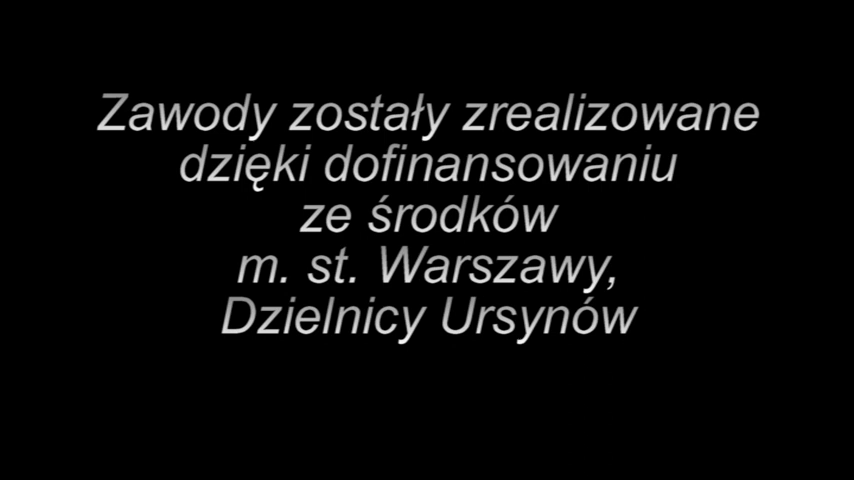 Zawody zostały zrealizowane
dzięki dofinansowaniu
ze środków
m. st. Warszawy,
Dzielnicy Ursynów